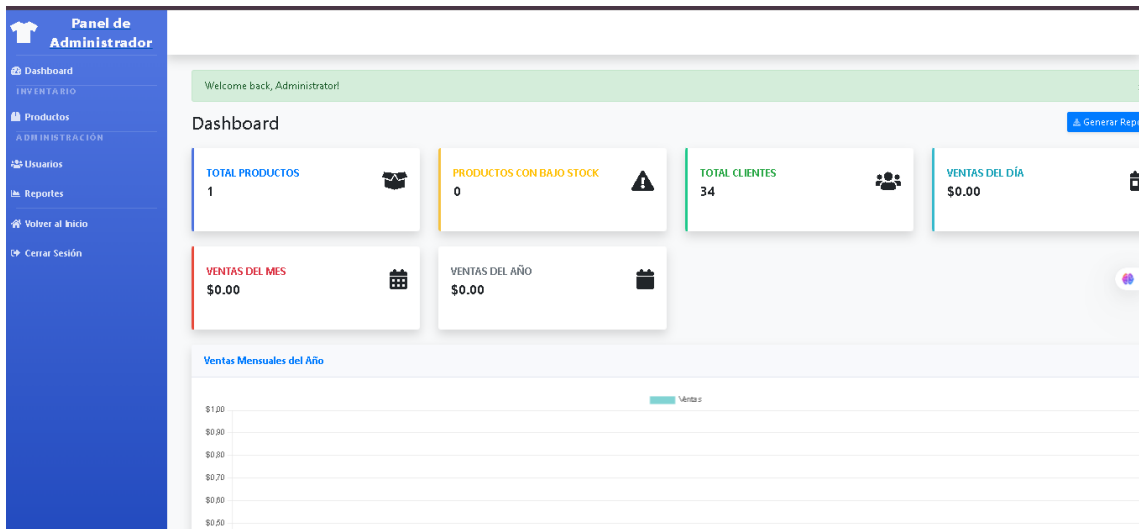 Panel de
Administrador
Dashboard
INVENTARIO
Productos
ADMINISTRACIÓN
Usuarios
Reportes
Volver al Inicio
Cerrar Sesión
Welcome back, Administrator!
Dashboard
Generar Repo
TOTAL PRODUCTOS
1
PRODUCTOS CON BAJO STOCK
0
TOTAL CLIENTES
34
VENTAS DEL DÍA
$0.00
VENTAS DEL MES
$0.00
VENTAS DEL AÑO
$0.00
Ventas Mensuales del Año
Ventas
$1,00
$0,90
$0,80
$0,70
$0,60
$0,50